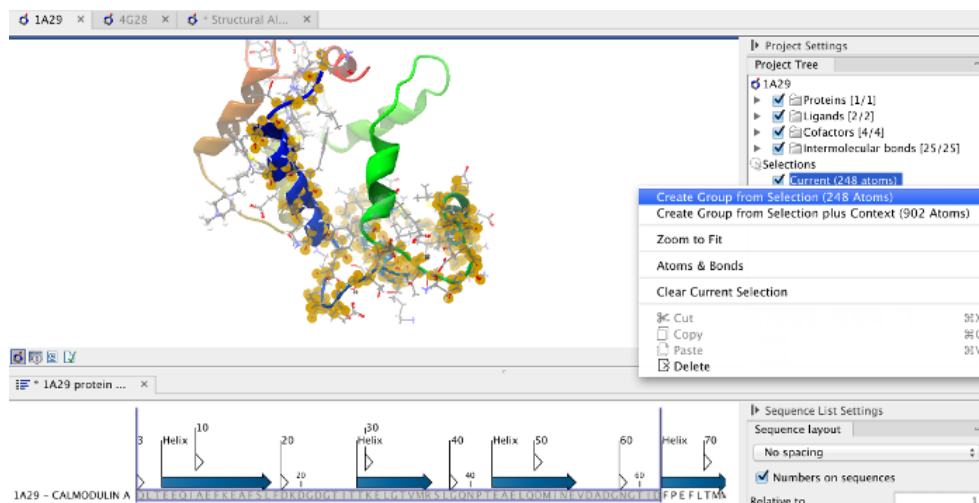 1A29
4G28
* Structural Al...
Project Settings
Project Tree
1A29
Proteins [1/1]
Ligands [2/2]
Cofactors [4/4]
Intermolecular bonds [25/25]
Selections
Current (248 atoms)
Create Group from Selection (248 Atoms)
Create Group from Selection plus Context (902 Atoms)
Zoom to Fit
Atoms & Bonds
Clear Current Selection
Cut ⌘X
Copy
Paste
Delete
* 1A29 protein ...
Sequence List Settings
Sequence layout
No spacing
Numbers on sequences
Relative to
3 Helix 10 20 Helix 30 40 Helix 50 60 Helix 70
20 40 60
1A29 - CALMODULIN A